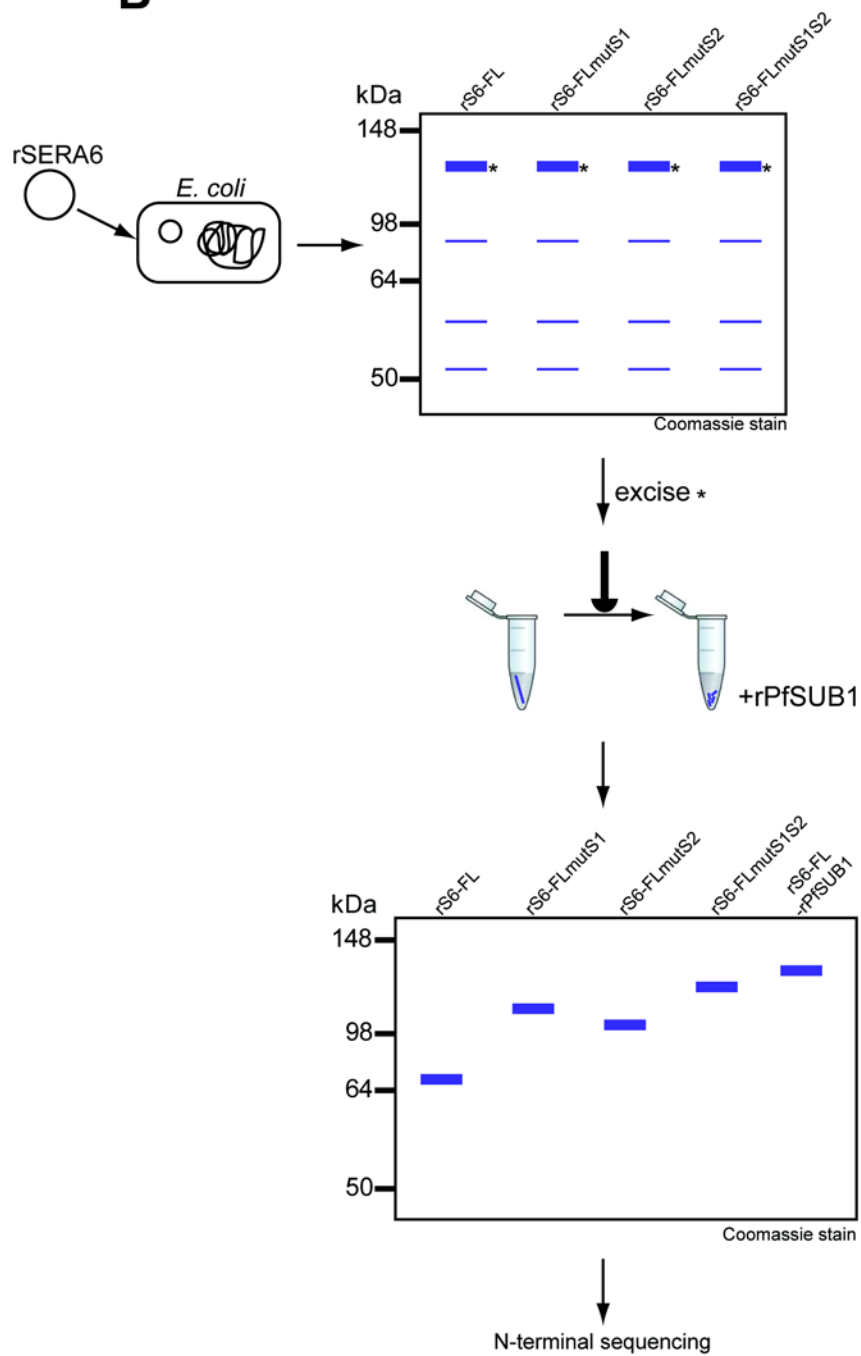 B
rS6-FL
rS6-FLmutS1
rS6-FLmutS2
rS6-FLmutS1S2
kDa
148
rSERA6
E. coli
*
*
*
*
98
64
50
Coomassie stain
excise *
+rPfSUB1
rS6-FL
rS6-FLmutS1
rS6-FLmutS2
rS6-FLmutS1S2
rS6-FL
-rPfSUB1
kDa
148
98
64
50
Coomassie stain
N-terminal sequencing